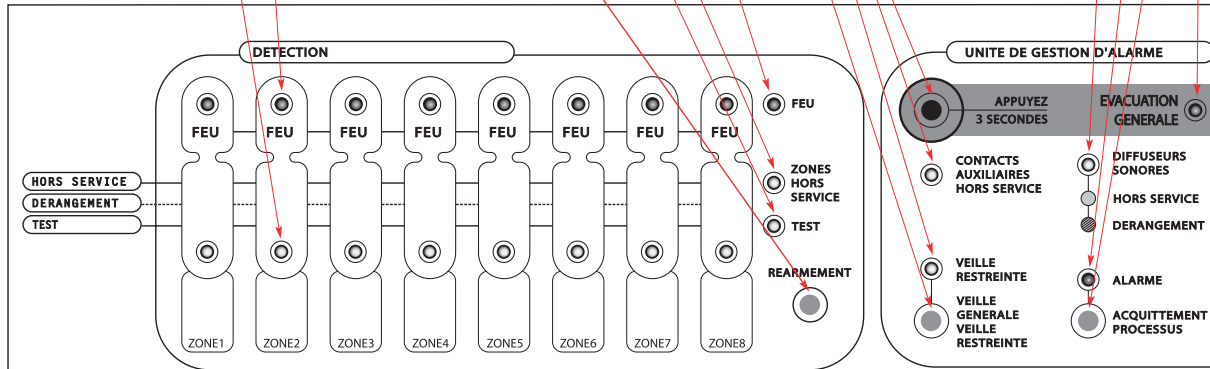 DETECTION
FEU
FEU
FEU
FEU
FEU
FEU
FEU
FEU
FEU
HORS SERVICE
DERANGEMENT
TEST
ZONES
HORS
SERVICE
TEST
REARMEMENT
ZONE1
ZONE2
ZONE3
ZONE4
ZONE5
ZONE6
ZONE7
ZONE8
UNITE DE GESTION D'ALARME
APPUYEZ
3 SECONDES
EVACUATION
GENERALE
CONTACTS
AUXILIAIRES
HORS SERVICE
DIFFUSEURS
SONORES
HORS SERVICE
DERANGEMENT
VEILLE
RESTREINTE
ALARME
VEILLE
GENERALE
VEILLE
RESTREINTE
ACQUITTEMENT
PROCESSUS